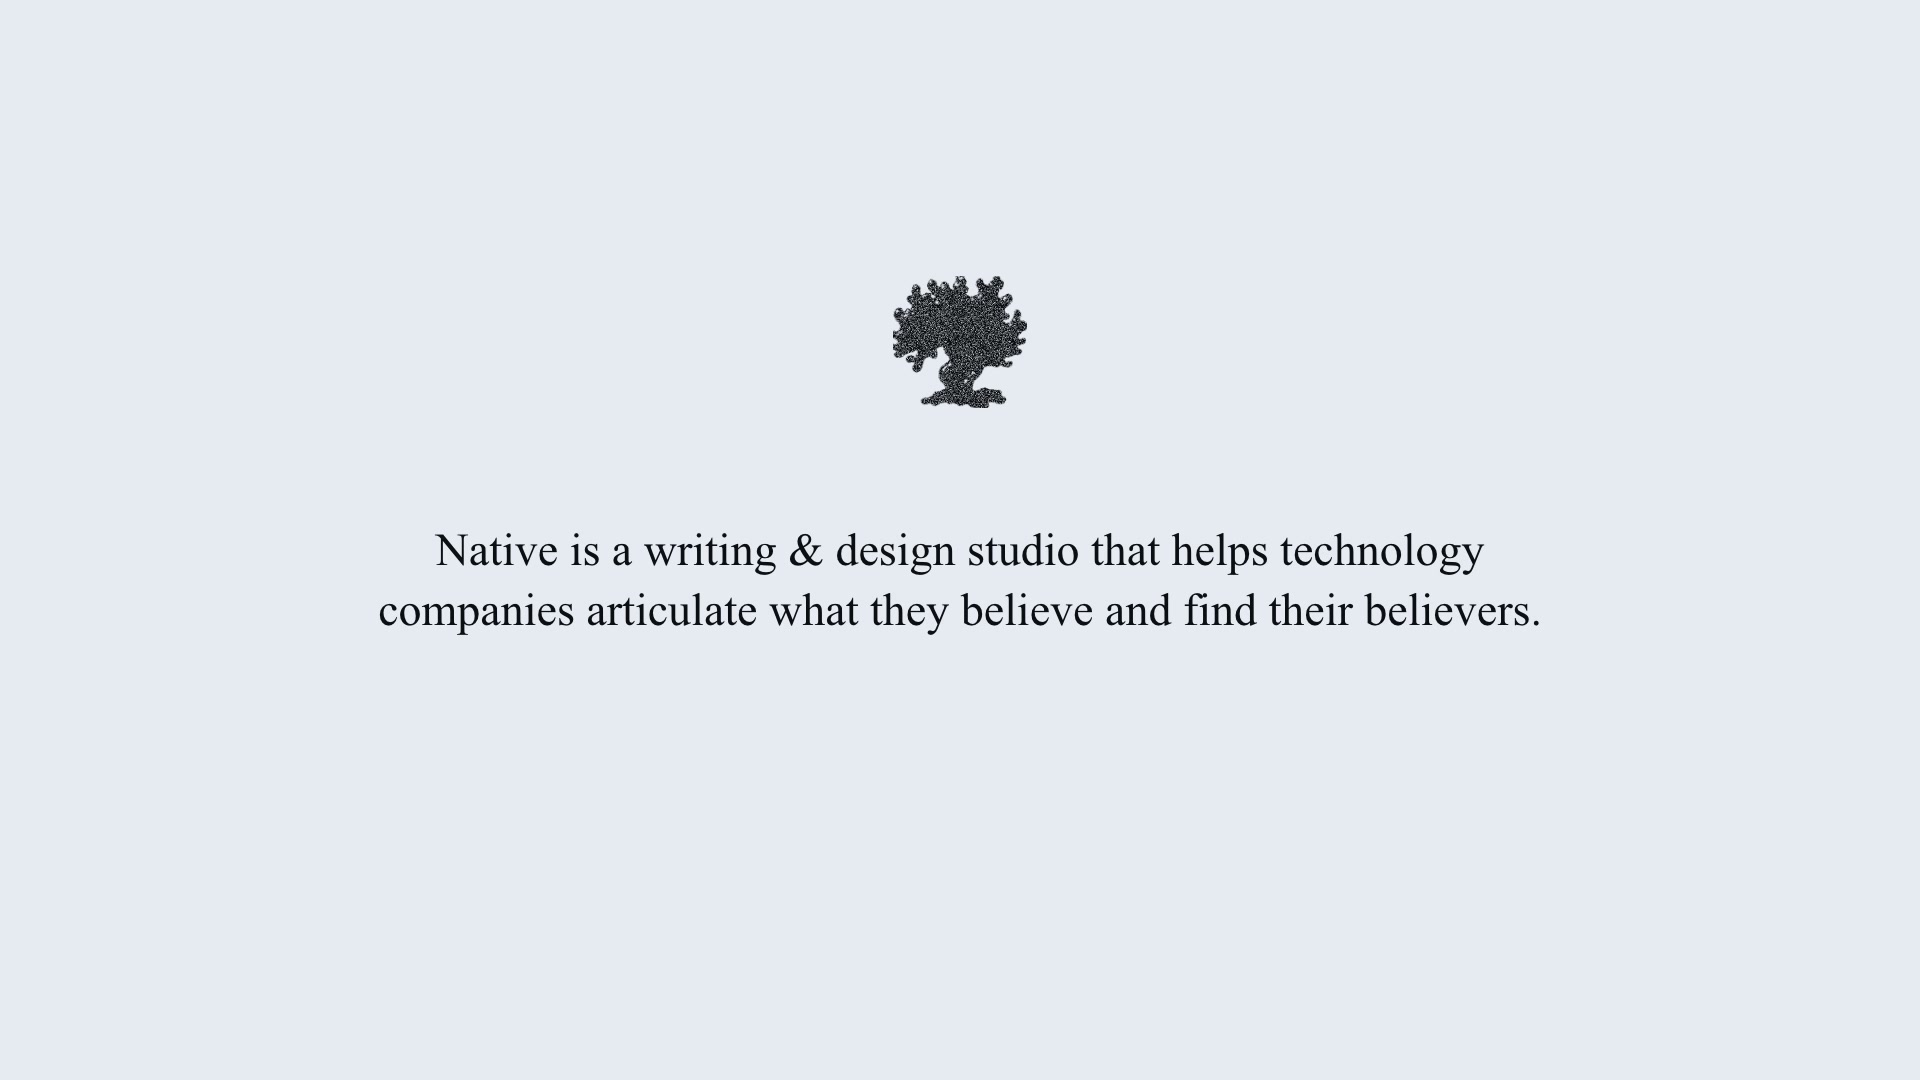 Native is a writing & design studio that helps technology
companies articulate what they believe and find their believers.